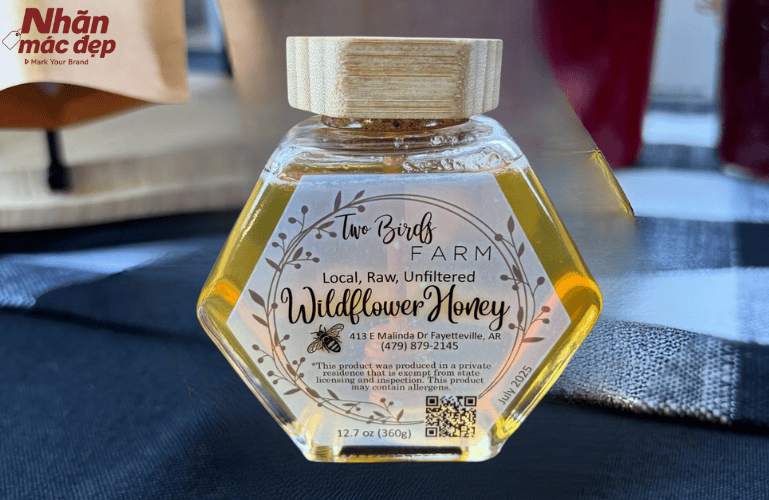 Nhãn
mác đẹp
Mark Your Brand
Two Birds
FARM
Local, Raw, Unfiltered
Wildflower Honey
413 E Malinda Dr Fayetteville, AR
(479) 879-2145
*This product was produced in a private
residence that is exempt from state
licensing and inspection. This product
may contain allergens.
12.7 oz (360g)
July 2025